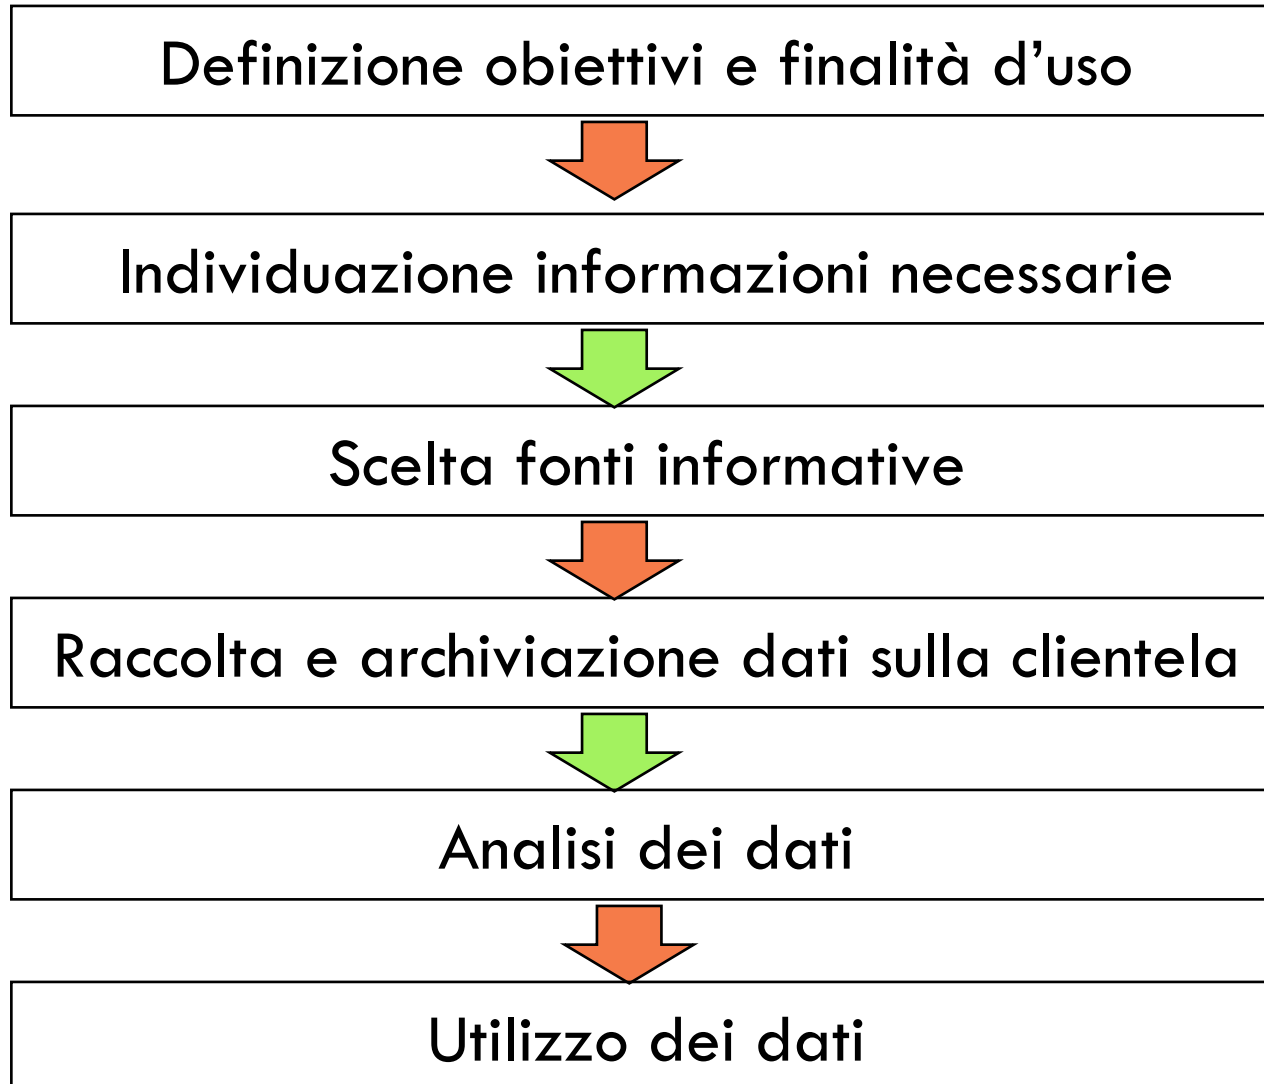 Definizione obiettivi e finalità d’uso
Individuazione informazioni necessarie
Scelta fonti informative
Raccolta e archiviazione dati sulla clientela
Analisi dei dati
Utilizzo dei dati